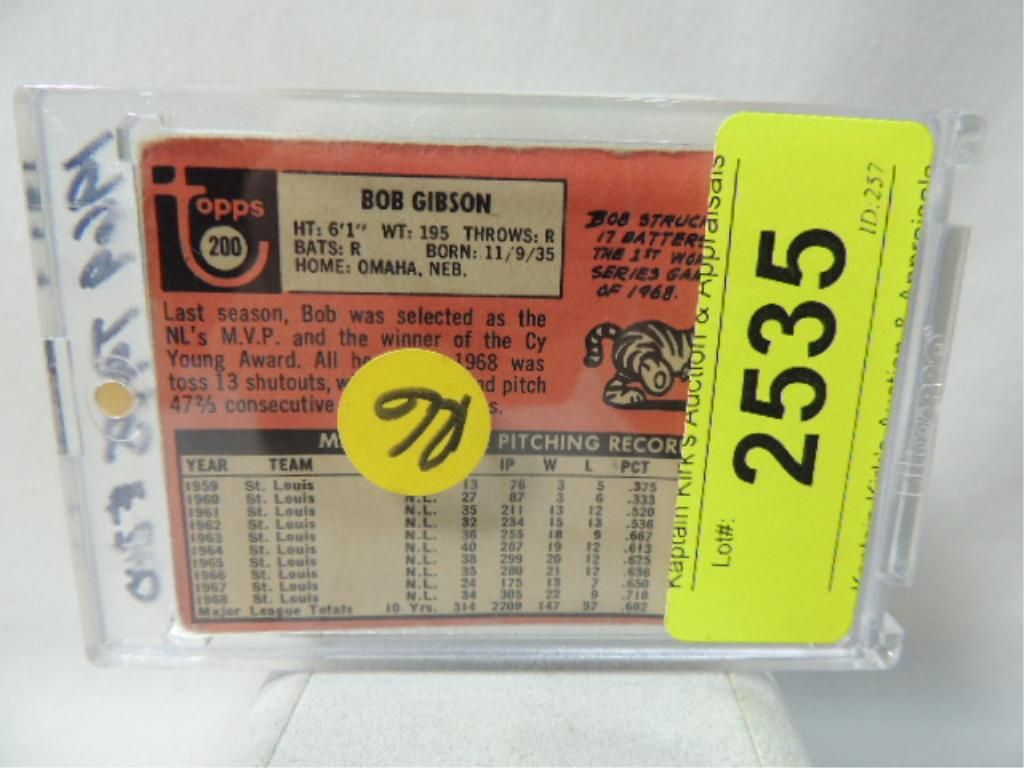 topps
200
BOB GIBSON
HT: 6'1" WT: 195 THROWS: R
BATS: R BORN: 11/9/35
HOME: OMAHA, NEB.
BOB STRUCK
17 BATTERS
THE 1ST WO
SERIES GA
OF 1968.
Last season, Bob was selected as the
NL's M.V.P. and the winner of the Cy
Young Award. All he 1968 was
toss 13 shutouts, w nd pitch
47⅔ consecutive s.
M PITCHING RECOR
YEAR TEAM IP W L PCT
1959 St. Louis 13 76 3 5 .375
1960 St. Louis N.L. 27 87 3 6 .333
1961 St. Louis N.L. 35 211 13 12 .520
1962 St. Louis N.L. 32 234 15 13 .536
1963 St. Louis N.L. 36 255 18 9 .667
1964 St. Louis N.L. 40 287 19 12 .613
1965 St. Louis N.L. 38 299 20 12 .625
1966 St. Louis N.L. 35 280 21 12 .636
1967 St. Louis N.L. 24 175 13 7 .650
1968 St. Louis N.L. 34 305 22 9 .710
Major League Totals 10 Yrs. 314 2209 147 97 .602
Kaptain Kirk's Auction & Appraisals
Lot#:
2535
ID:257
Kaptain Kirk's Auction & Appraisals